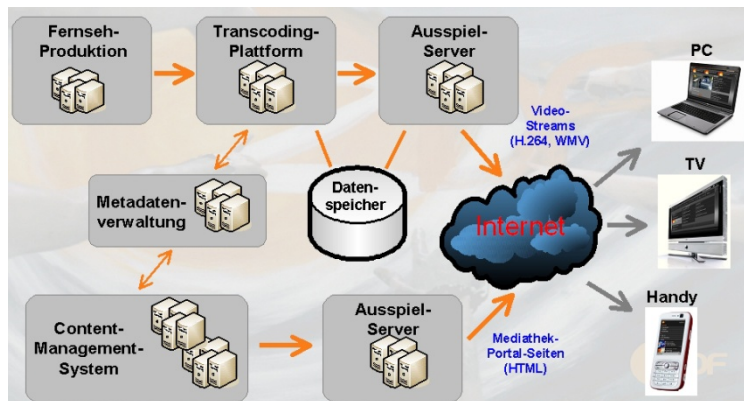 Fernseh-
Produktion
Transcoding-
Plattform
Ausspiel-
Server
PC
Video-
Streams
(H.264, WMV)
Metadaten-
verwaltung
Daten-
speicher
Internet
TV
Content-
Management-
System
Ausspiel-
Server
Mediathek-
Portal-Seiten
(HTML)
Handy